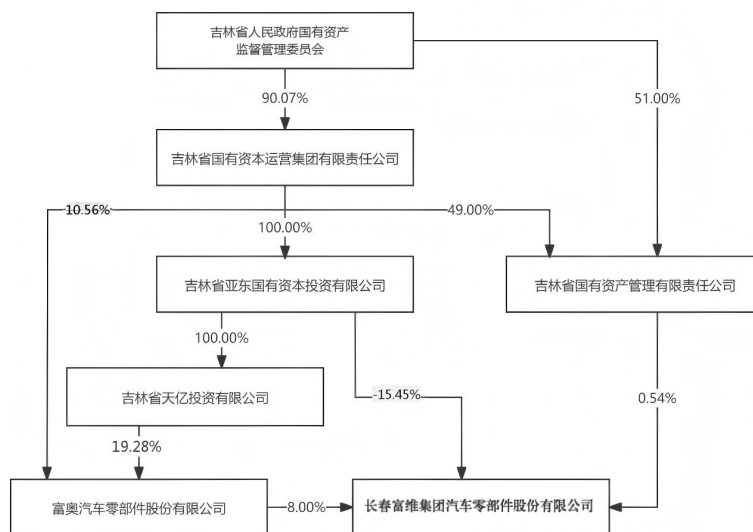 吉林省人民政府国有资产
监督管理委员会
90.07%
51.00%
吉林省国有资本运营集团有限责任公司
10.56%
49.00%
100.00%
吉林省亚东国有资本投资有限公司
吉林省国有资产管理有限责任公司
100.00%
吉林省天亿投资有限公司
-15.45%
0.54%
19.28%
富奥汽车零部件股份有限公司
8.00%
长春富维集团汽车零部件股份有限公司